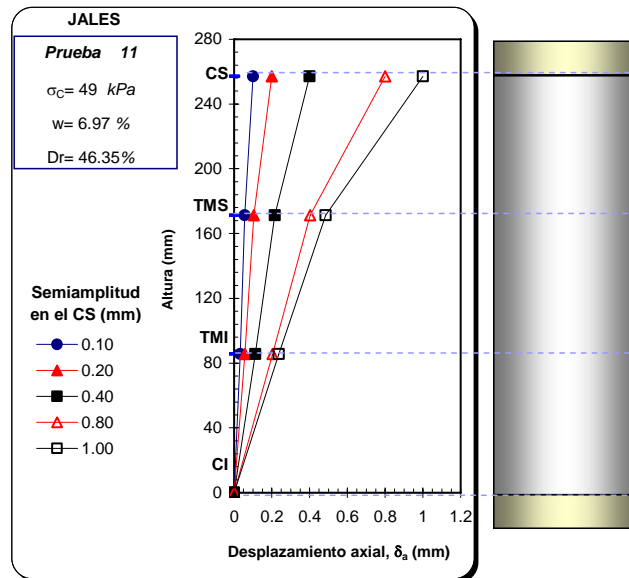 JALES
Prueba 11
σC= 49 kPa
w= 6.97 %
Dr= 46.35%
Semiamplitud
en el CS (mm)
0.10
0.20
0.40
0.80
1.00
Altura (mm)
280
260
200
160
120
80
40
0
CS
TMS
TMI
CI
0 0.2 0.4 0.6 0.8 1 1.2
Desplazamiento axial, δa (mm)